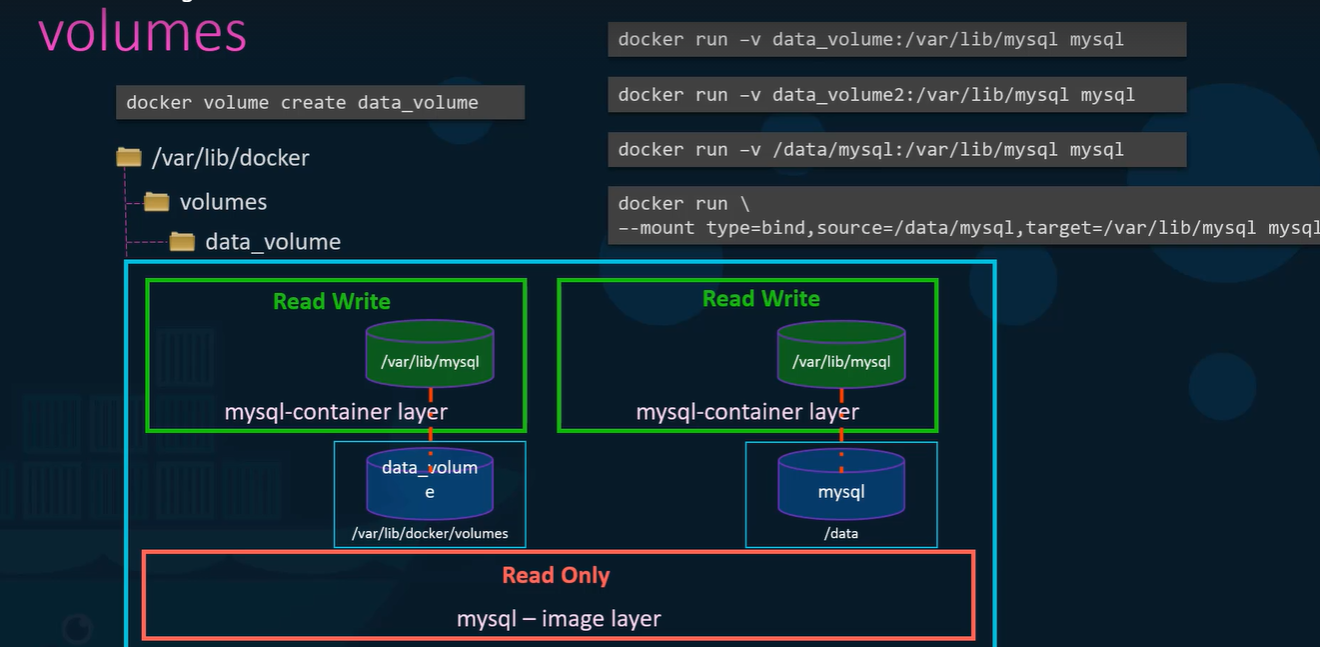 volumes
docker volume create data_volume
/var/lib/docker
volumes
data_volume
docker run –v data_volume:/var/lib/mysql mysql
docker run –v data_volume2:/var/lib/mysql mysql
docker run –v /data/mysql:/var/lib/mysql mysql
docker run \
--mount type=bind,source=/data/mysql,target=/var/lib/mysql mysql
Read Write
/var/lib/mysql
mysql-container layer
data_volum
e
/var/lib/docker/volumes
Read Write
/var/lib/mysql
mysql-container layer
mysql
/data
Read Only
mysql – image layer